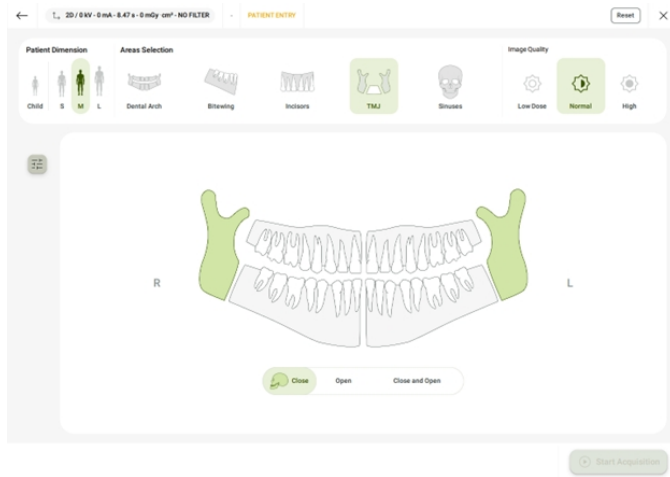 2D / 0 kV - 0 mA - 8.47 s - 0 mGy cm² - NO FILTER - PATIENT ENTRY Reset
Patient Dimension Areas Selection Image Quality
Child S M L Dental Arch Bitewing Incisors TMJ Sinuses Low Dose Normal High
R L
Close Open Close and Open
Start Acquisition